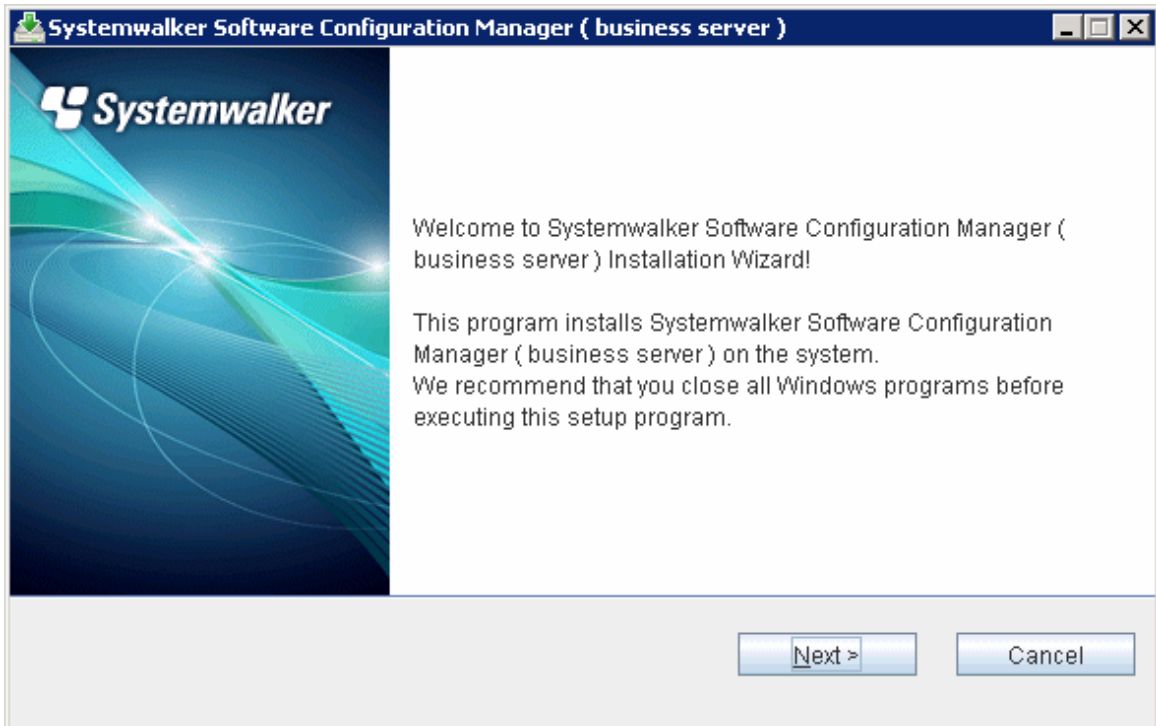 Systemwalker Software Configuration Manager ( business server )
Systemwalker
Welcome to Systemwalker Software Configuration Manager (
business server ) Installation Wizard!
This program installs Systemwalker Software Configuration
Manager ( business server ) on the system.
We recommend that you close all Windows programs before
executing this setup program.
Next >
Cancel